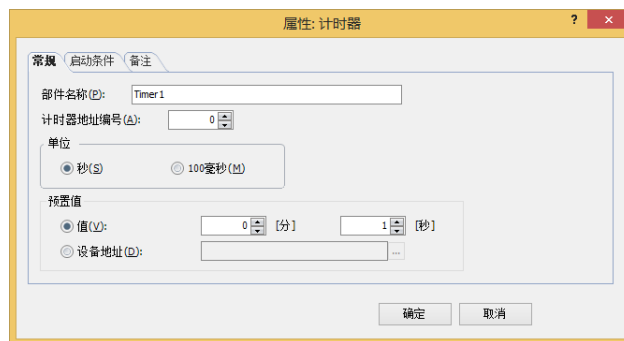 属性: 计时器 ? ×
常规 启动条件 备注
部件名称(P): Timer1
计时器地址编号(A): 0
单位
秒(S) 100毫秒(M)
预置值
值(V): 0 [分] 1 [秒]
设备地址(D): ...
确定 取消